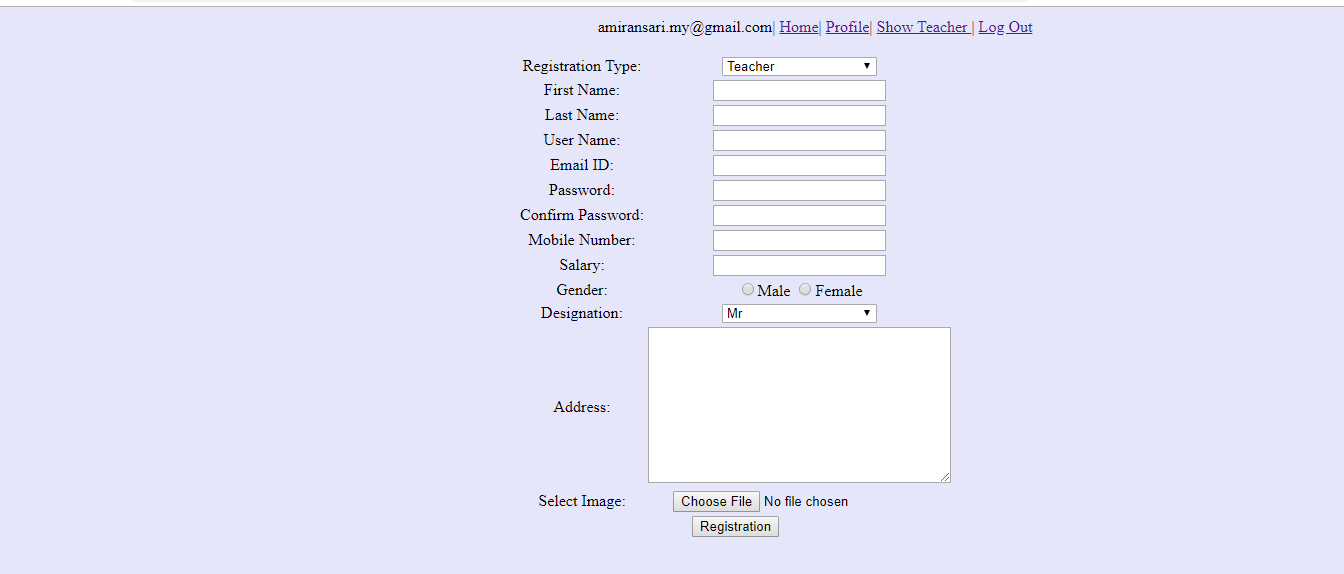 amiransari.my@gmail.com| Home| Profile| Show Teacher | Log Out
Registration Type: Teacher
First Name:
Last Name:
User Name:
Email ID:
Password:
Confirm Password:
Mobile Number:
Salary:
Gender: Male Female
Designation: Mr
Address:
Select Image: Choose File No file chosen
Registration